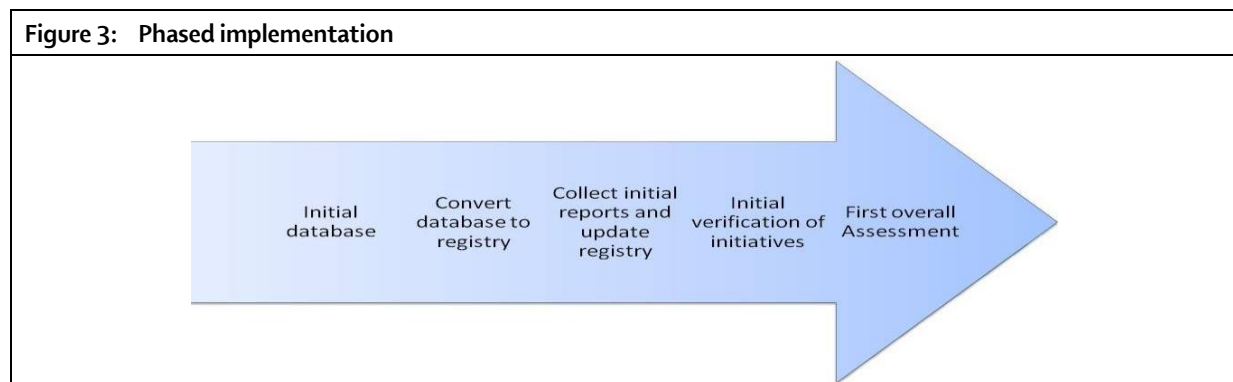 Figure 3: Phased implementation
Initial
database
Convert
database to
registry
Collect initial
reports and
update
registry
Initial
verification of
initiatives
First overall
Assessment